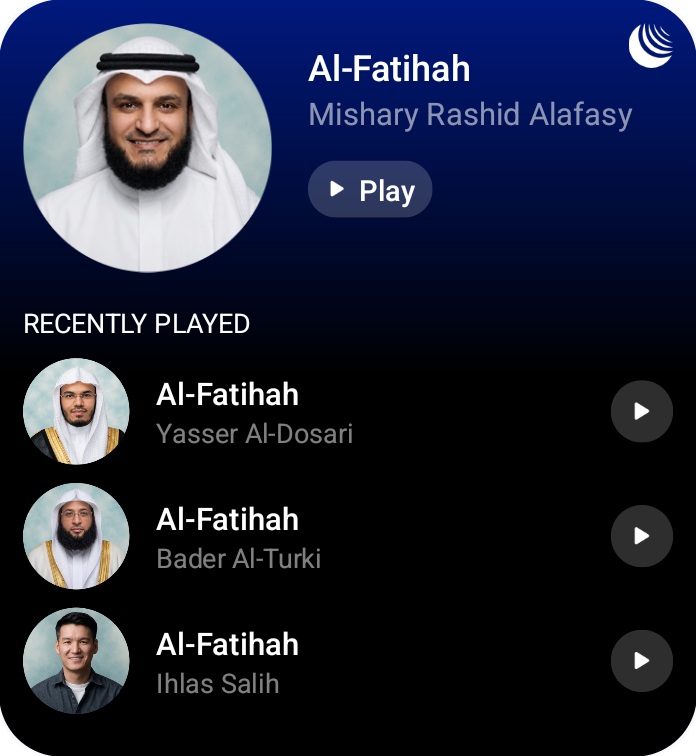 Al-Fatihah
Mishary Rashid Alafasy
Play
RECENTLY PLAYED
Al-Fatihah
Yasser Al-Dosari
Al-Fatihah
Bader Al-Turki
Al-Fatihah
Ihlas Salih